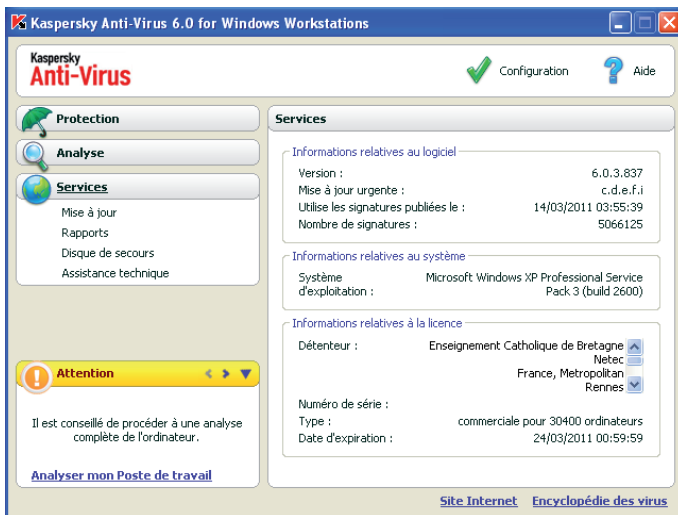 Kaspersky Anti-Virus 6.0 for Windows Workstations
Kaspersky
Anti-Virus
Configuration
Aide
Protection
Analyse
Services
Mise à jour
Rapports
Disque de secours
Assistance technique
Attention
Il est conseillé de procéder à une analyse
complète de l'ordinateur.
Analyser mon Poste de travail
Services
Informations relatives au logiciel
Version : 6.0.3.837
Mise à jour urgente : c.d.e.f.i
Utilise les signatures publiées le : 14/03/2011 03:55:39
Nombre de signatures : 5066125
Informations relatives au système
Système Microsoft Windows XP Professional Service
d'exploitation : Pack 3 (build 2600)
Informations relatives à la licence
Détenteur : Enseignement Catholique de Bretagne
Netec
France, Metropolitan
Rennes
Numéro de série :
Type : commerciale pour 30400 ordinateurs
Date d'expiration : 24/03/2011 00:59:59
Site Internet Encyclopédie des virus